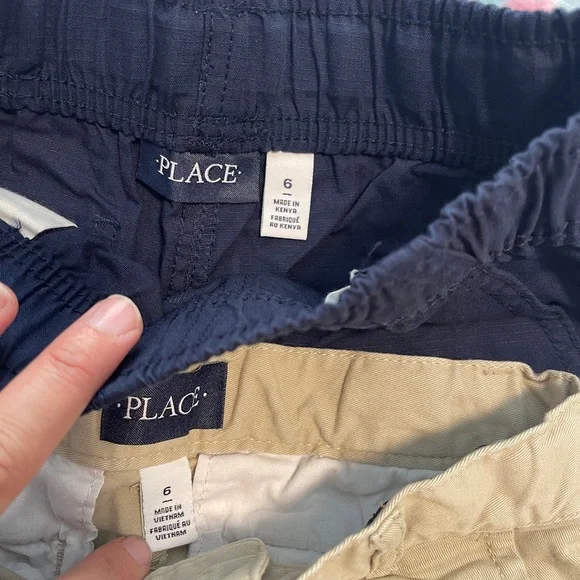 ·PLACE·
6
MADE IN
KENYA
FABRIQUÉ
AU KENYA
·PLACE·
6
MADE IN
VIETNAM
FABRIQUÉ AU
VIETNAM